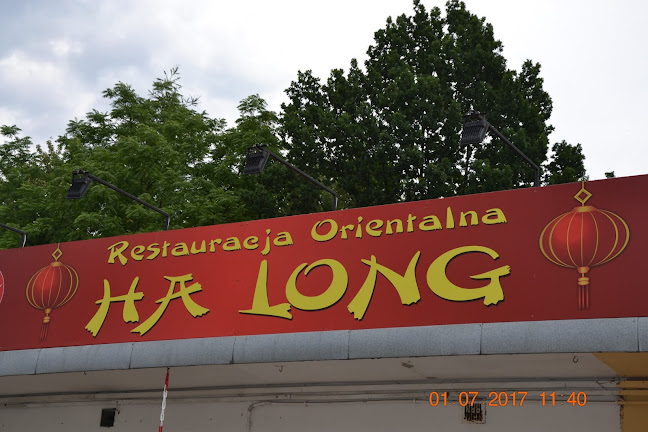 Restauracja Orientalna
HA LONG
01 07 2017 11 40